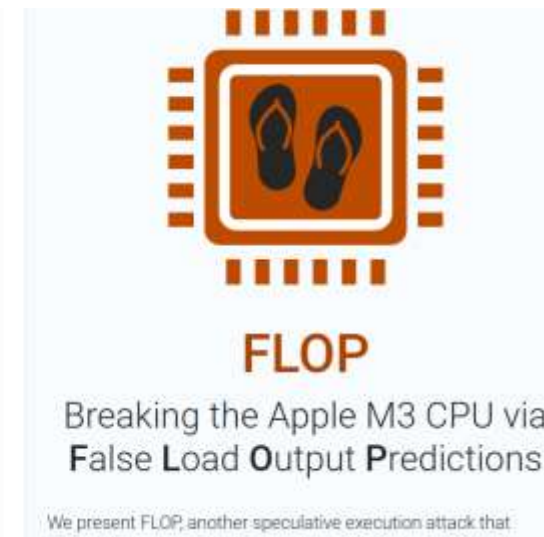 FLOP
Breaking the Apple M3 CPU via
False Load Output Predictions
We present FLOP, another speculative execution attack that